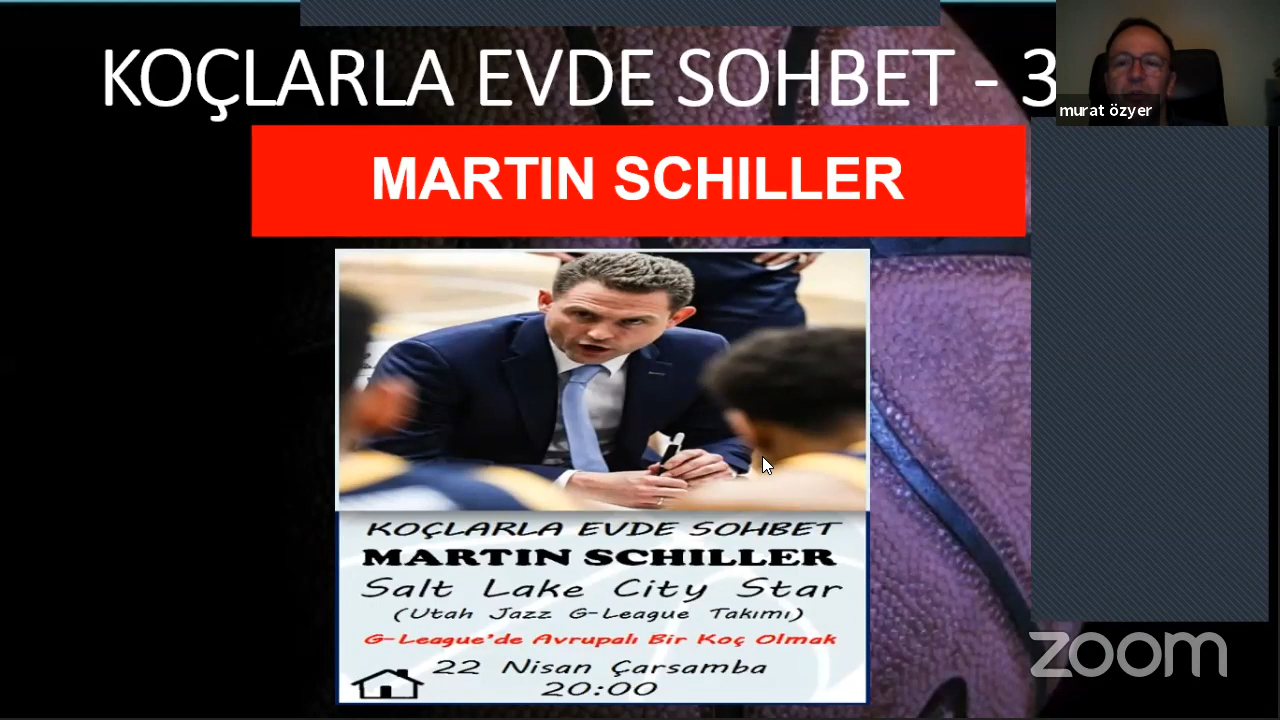 KOÇLARLA EVDE SOHBET - 3
murat özyer
MARTIN SCHILLER
KOÇLARLA EVDE SOHBET
MARTIN SCHILLER
Salt Lake City Star
(Utah Jazz G-League Takımı)
G-League'de Avrupalı Bir Koç Olmak
22 Nisan Çarsamba
20:00
zoom